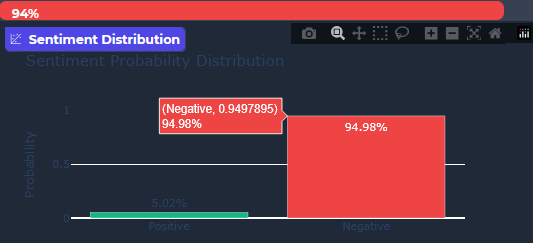 94%
Sentiment Distribution
Sentiment Probability Distribution
(Negative, 0.9497895)
94.98%
1
0.5
0
Probability
94.98%
5.02%
Positive
Negative